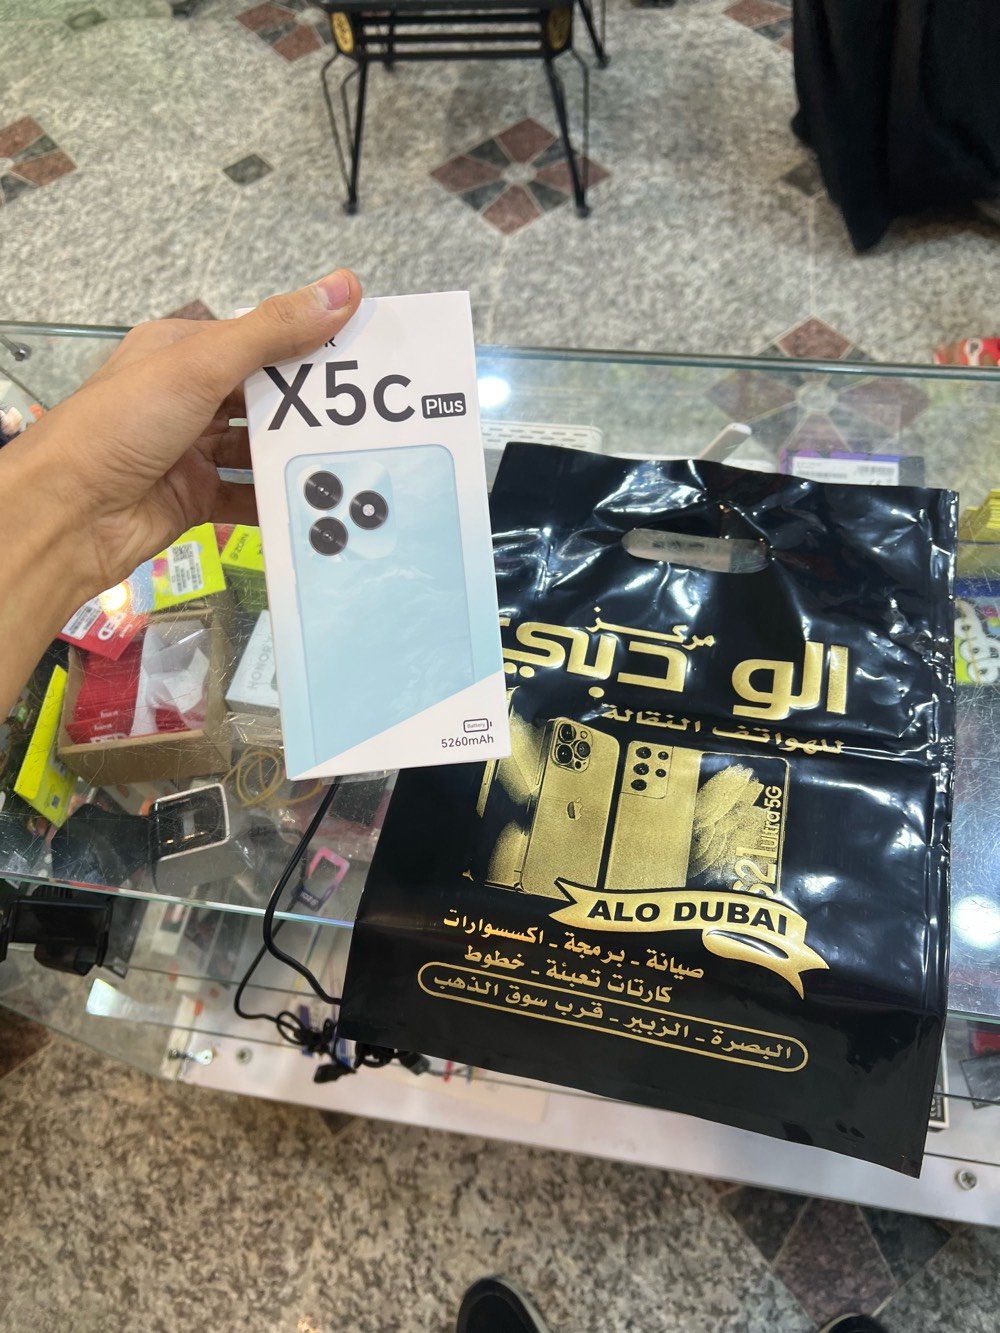 X5c Plus
Battery
5260mAh
مركز
الو دبي
للهواتف النقالة
S21 Ultra 5G
ALO DUBAI
صيانة - برمجة - اكسسوارات
كارتات تعبئة - خطوط
البصرة - الزبير - قرب سوق الذهب
HONOR